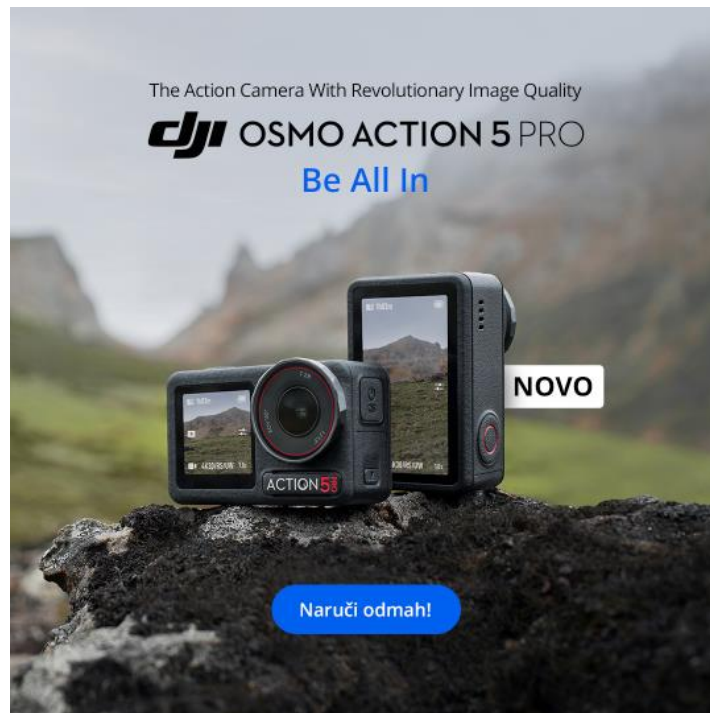 The Action Camera With Revolutionary Image Quality
dji OSMO ACTION 5 PRO
Be All In
NOVO
ACTION 5 PRO
Naruči odmah!